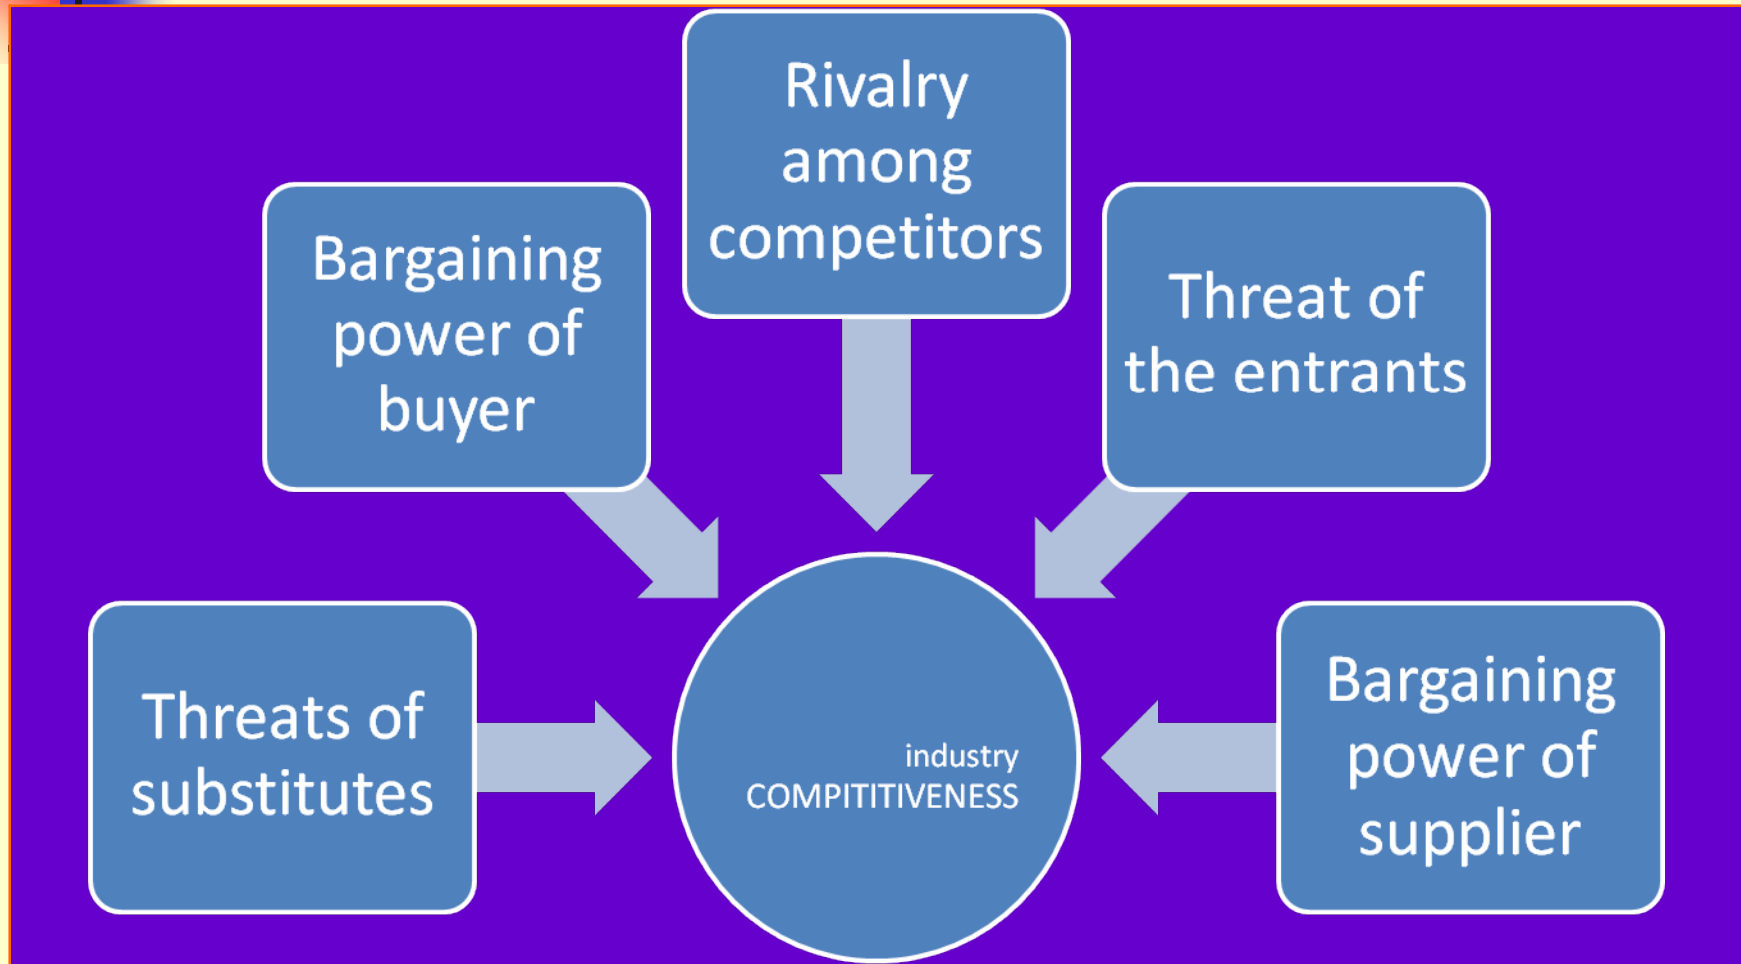 Rivalry
among
competitors
Bargaining
power of
buyer
Threat of
the entrants
Threats of
substitutes
industry
COMPITITIVENESS
Bargaining
power of
supplier